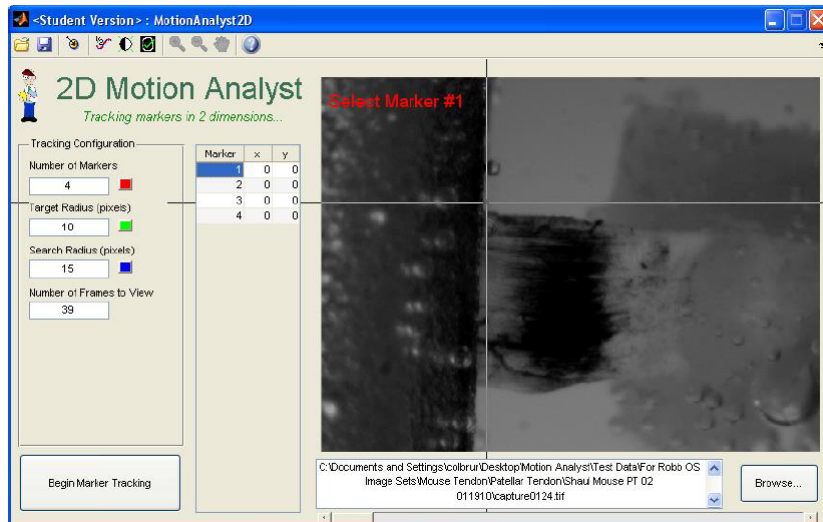 <Student Version> : MotionAnalyst2D
2D Motion Analyst
Tracking markers in 2 dimensions...
Tracking Configuration
Number of Markers
4
Target Radius (pixels)
10
Search Radius (pixels)
15
Number of Frames to View
39
Marker x y
1 0 0
2 0 0
3 0 0
4 0 0
Select Marker #1
Begin Marker Tracking
C:\Documents and Settings\colbrur\Desktop\Motion Analyst\Test Data\For Robb OS
Image Sets\Mouse Tendon\Patellar Tendon\Shaul Mouse PT 02
011910\capture0124.tif
Browse...